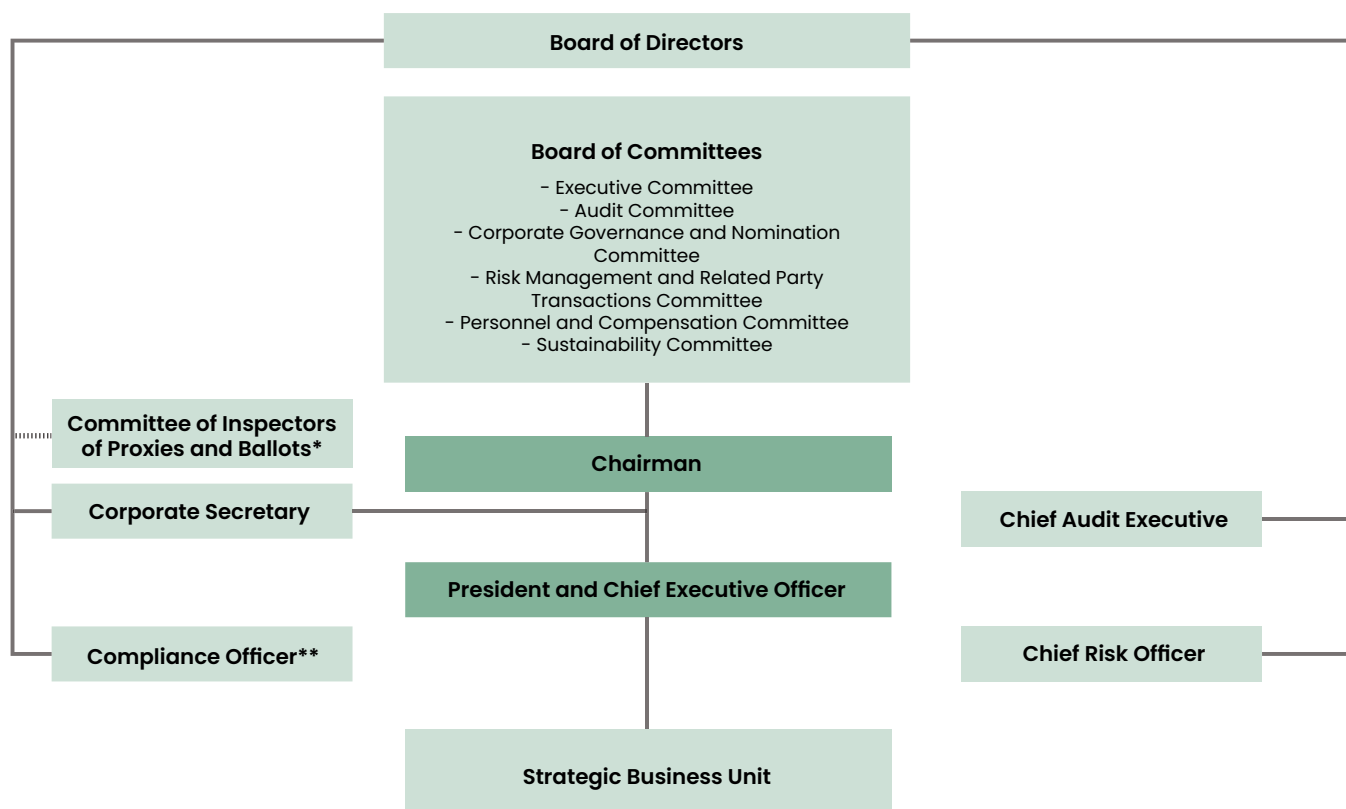 Board of Directors
Board of Committees
- Executive Committee
- Audit Committee
- Corporate Governance and Nomination
Committee
- Risk Management and Related Party
Transactions Committee
- Personnel and Compensation Committee
- Sustainability Committee
Committee of Inspectors
of Proxies and Ballots*
Chairman
Corporate Secretary
Chief Audit Executive
President and Chief Executive Officer
Compliance Officer**
Chief Risk Officer
Strategic Business Unit